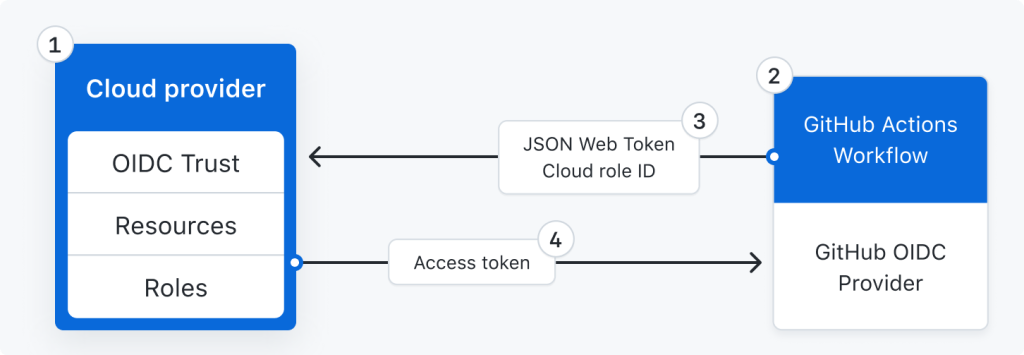 1
Cloud provider
OIDC Trust
Resources
Roles
2
GitHub Actions
Workflow
GitHub OIDC
Provider
3
JSON Web Token
Cloud role ID
4
Access token